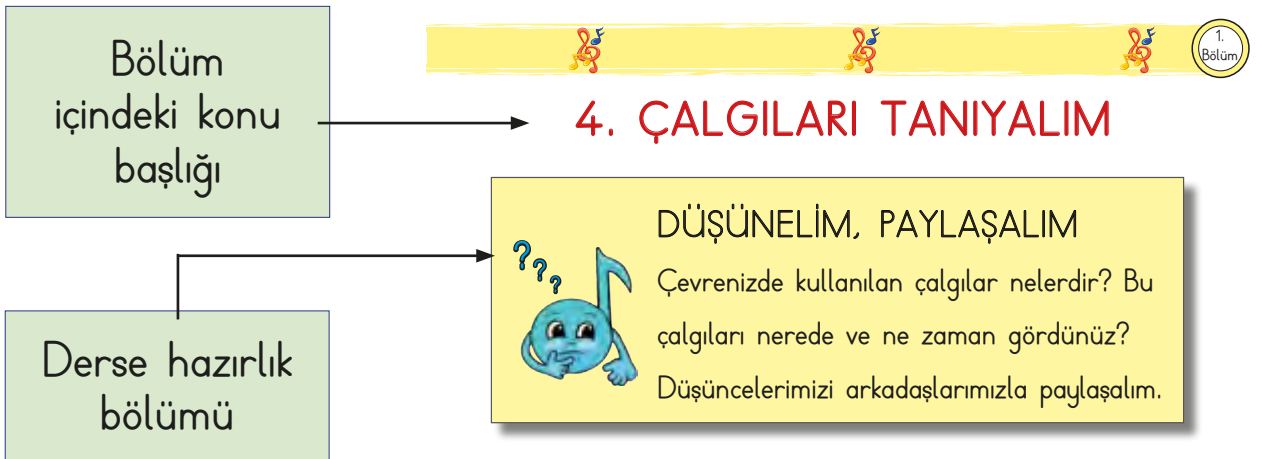 Bölüm
içindeki konu
başlığı
1.
Bölüm
4. ÇALGILARI TANIYALIM
DÜŞÜNELİM, PAYLAŞALIM
Çevrenizde kullanılan çalgılar nelerdir? Bu
çalgıları nerede ve ne zaman gördünüz?
Düşüncelerimizi arkadaşlarımızla paylaşalım.
Derse hazırlık
bölümü